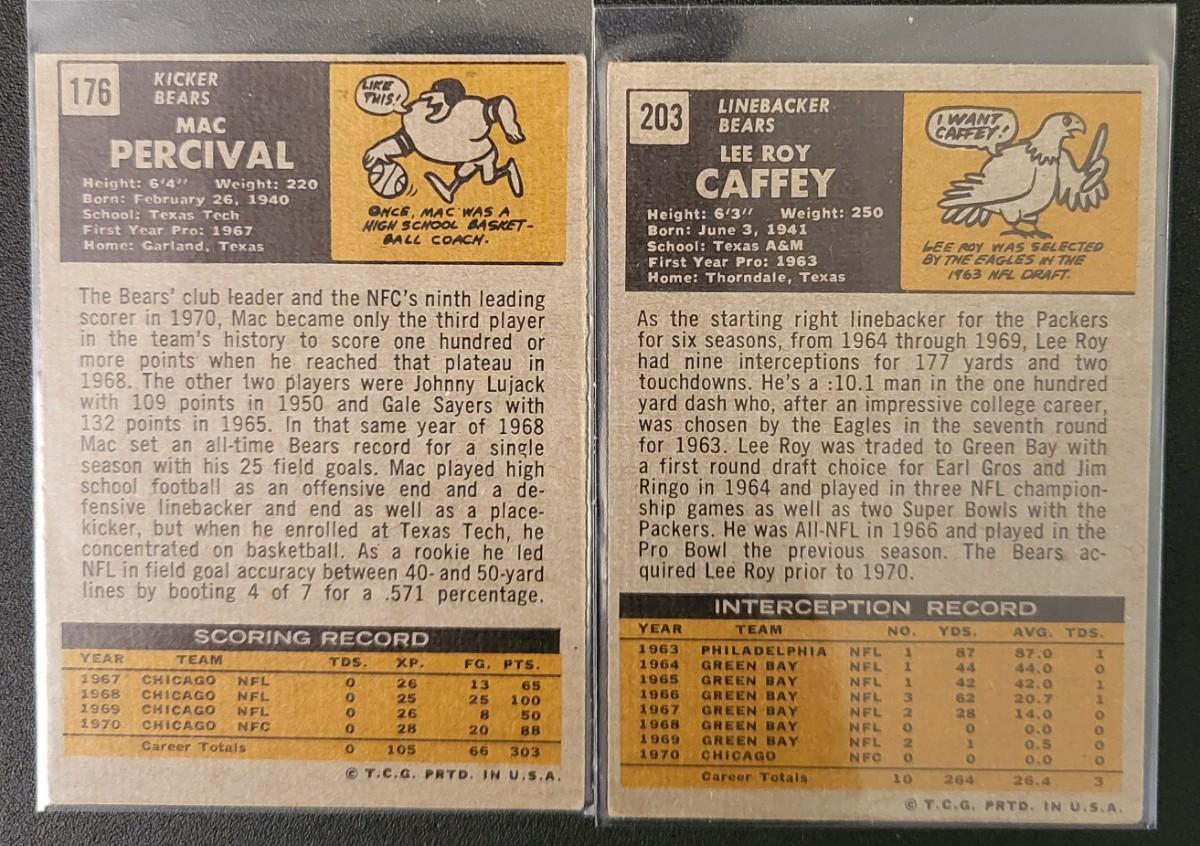 176
KICKER
BEARS
MAC
PERCIVAL
Height: 6'4" Weight: 220
Born: February 26, 1940
School: Texas Tech
First Year Pro: 1967
Home: Garland, Texas
LIKE
THIS!
ONCE, MAC WAS A
HIGH SCHOOL BASKET-
BALL COACH.
The Bears' club leader and the NFC's ninth leading
scorer in 1970, Mac became only the third player
in the team's history to score one hundred or
more points when he reached that plateau in
1968. The other two players were Johnny Lujack
with 109 points in 1950 and Gale Sayers with
132 points in 1965. In that same year of 1968
Mac set an all-time Bears record for a single
season with his 25 field goals. Mac played high
school football as an offensive end and a de-
fensive linebacker and end as well as a place-
kicker, but when he enrolled at Texas Tech, he
concentrated on basketball. As a rookie he led
NFL in field goal accuracy between 40- and 50-yard
lines by booting 4 of 7 for a .571 percentage.
SCORING RECORD
YEAR TEAM TDS. XP. FG. PTS.
1967 CHICAGO NFL 0 26 13 65
1968 CHICAGO NFL 0 25 25 100
1969 CHICAGO NFL 0 26 8 50
1970 CHICAGO NFC 0 28 20 88
Career Totals 0 105 66 303
© T.C.G. PRTD. IN U.S.A.
203
LINEBACKER
BEARS
LEE ROY
CAFFEY
Height: 6'3" Weight: 250
Born: June 3, 1941
School: Texas A&M
First Year Pro: 1963
Home: Thorndale, Texas
I WANT
CAFFEY!
LEE ROY WAS SELECTED
BY THE EAGLES IN THE
1963 NFL DRAFT.
As the starting right linebacker for the Packers
for six seasons, from 1964 through 1969, Lee Roy
had nine interceptions for 177 yards and two
touchdowns. He's a :10.1 man in the one hundred
yard dash who, after an impressive college career,
was chosen by the Eagles in the seventh round
for 1963. Lee Roy was traded to Green Bay with
a first round draft choice for Earl Gros and Jim
Ringo in 1964 and played in three NFL champion-
ship games as well as two Super Bowls with the
Packers. He was All-NFL in 1966 and played in the
Pro Bowl the previous season. The Bears ac-
quired Lee Roy prior to 1970.
INTERCEPTION RECORD
YEAR TEAM NO. YDS. AVG. TDS.
1963 PHILADELPHIA NFL 1 87 87.0 1
1964 GREEN BAY NFL 1 44 44.0 0
1965 GREEN BAY NFL 1 42 42.0 1
1966 GREEN BAY NFL 3 62 20.7 1
1967 GREEN BAY NFL 2 28 14.0 0
1968 GREEN BAY NFL 0 0 0.0 0
1969 GREEN BAY NFL 2 1 0.5 0
1970 CHICAGO NFC 0 0 0.0 0
Career Totals 10 264 26.4 3
© T.C.G. PRTD. IN U.S.A.